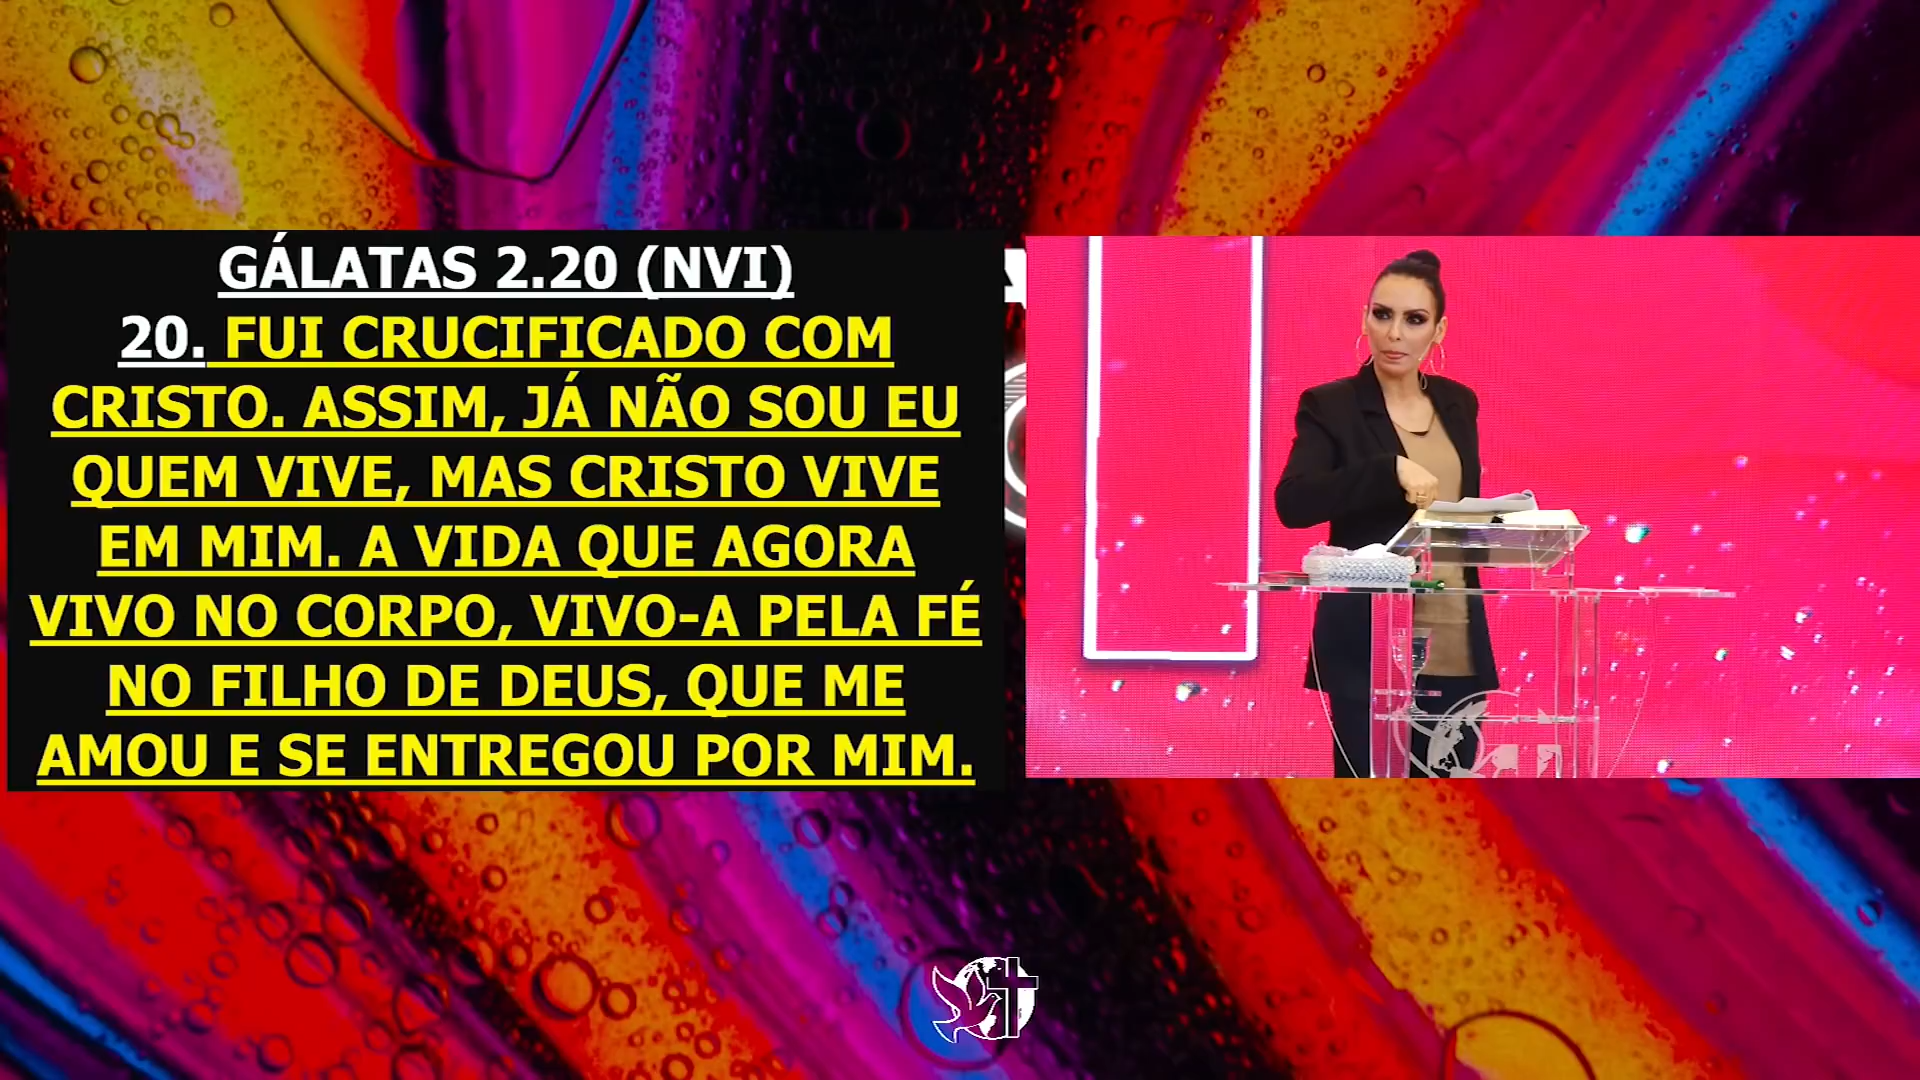 GÁLATAS 2.20 (NVI)
20. FUI CRUCIFICADO COM
CRISTO. ASSIM, JÁ NÃO SOU EU
QUEM VIVE, MAS CRISTO VIVE
EM MIM. A VIDA QUE AGORA
VIVO NO CORPO, VIVO-A PELA FÉ
NO FILHO DE DEUS, QUE ME
AMOU E SE ENTREGOU POR MIM.